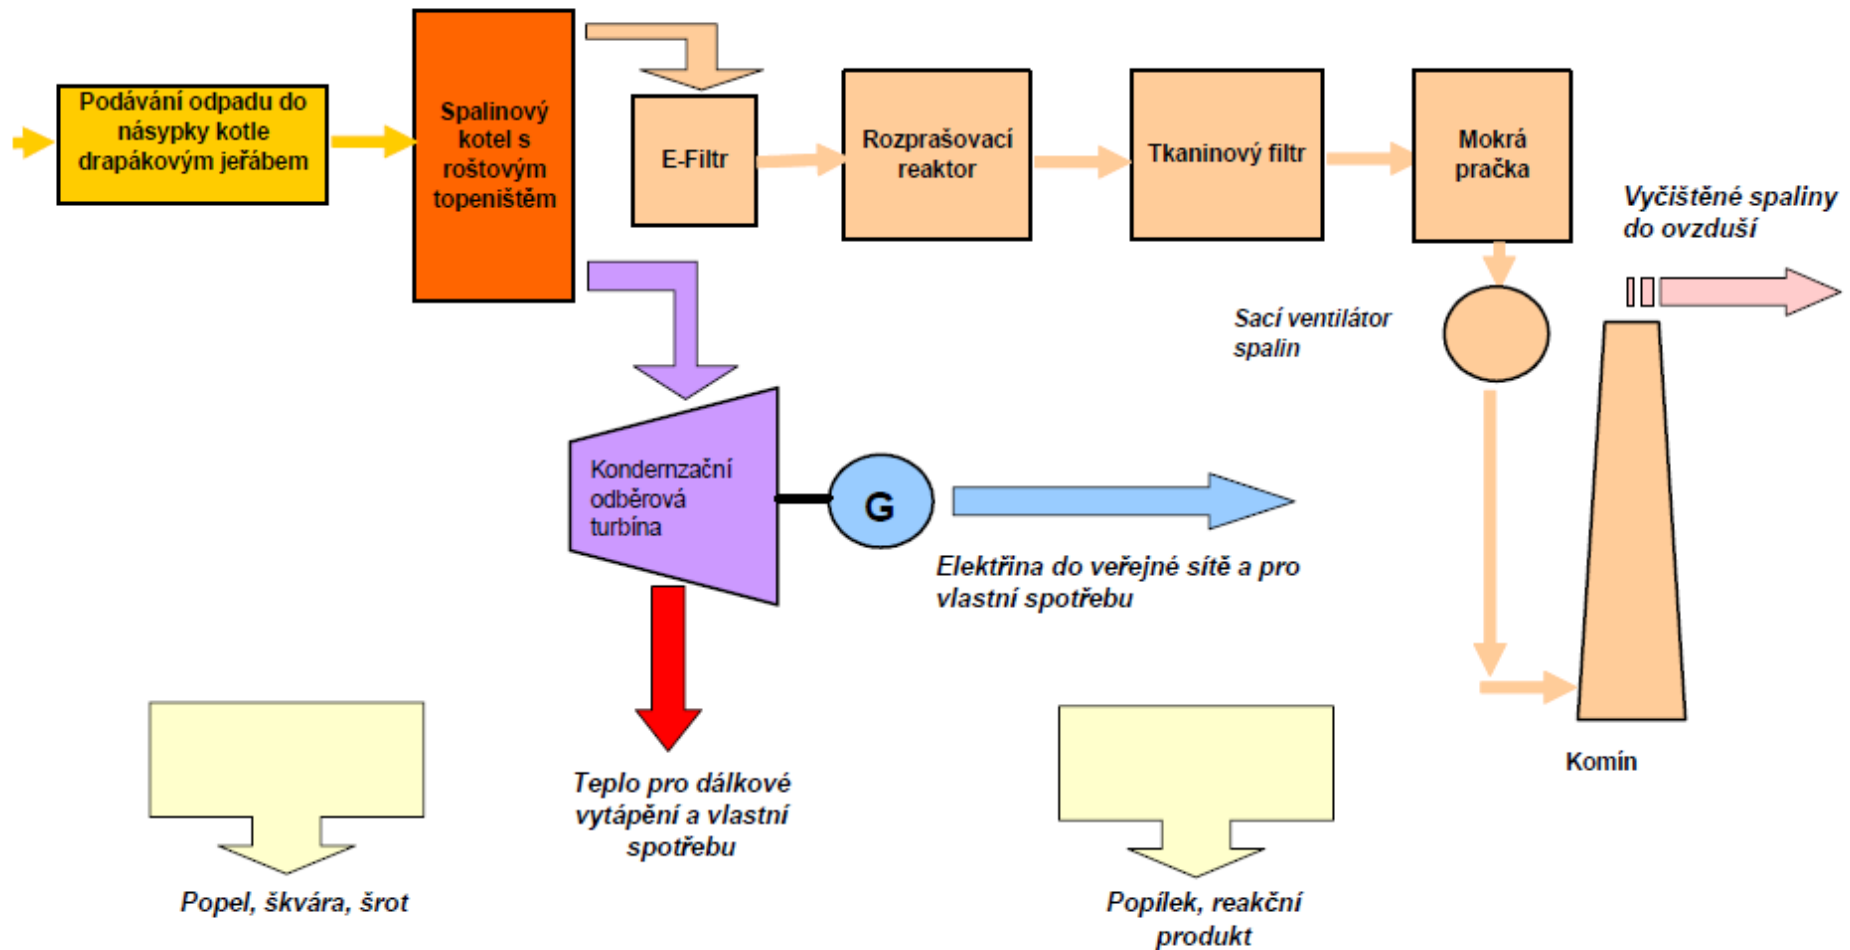 Podávání odpadu do
násypky kotle
drapákovým jeřábem
Spalinový
kotel s
roštovým
topeništěm
E-Filtr
Rozprašovací
reaktor
Tkaninový filtr
Mokrá
pračka
Vyčištěné spaliny
do ovzduší
Sací ventilátor
spalin
Kondernzační
odběrová
turbína
G
Elektřina do veřejné sítě a pro
vlastní spotřebu
Komín
Teplo pro dálkové
vytápění a vlastní
spotřebu
Popel, škvára, šrot
Popílek, reakční
produkt